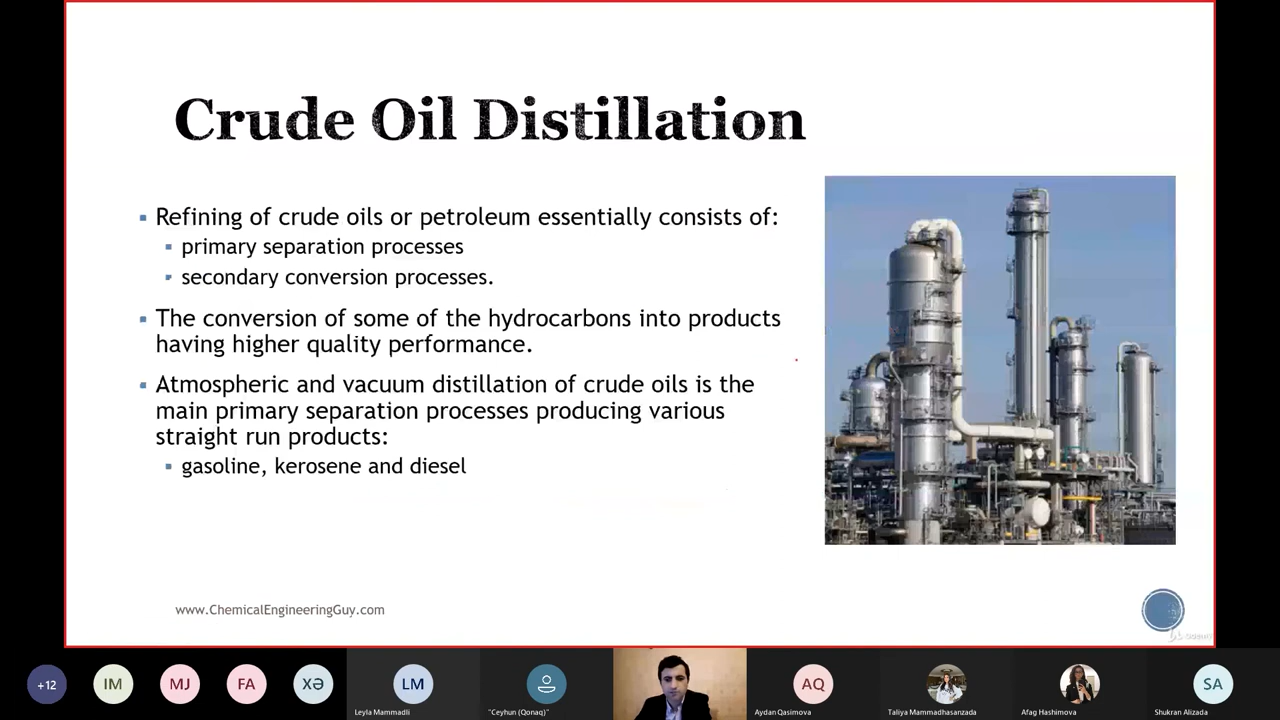 Crude Oil Distillation
Refining of crude oils or petroleum essentially consists of:
primary separation processes
secondary conversion processes.
The conversion of some of the hydrocarbons into products
having higher quality performance.
Atmospheric and vacuum distillation of crude oils is the
main primary separation processes producing various
straight run products:
gasoline, kerosene and diesel
www.ChemicalEngineeringGuy.com
Udemy
+12
IM
MJ
FA
XƏ
LM
AQ
SA
Leyla Mammadli
"Ceyhun (Qonaq)"
Aydan Qasimova
Taliya Mammadhasanzada
Afag Hashimova
Shukran Alizada